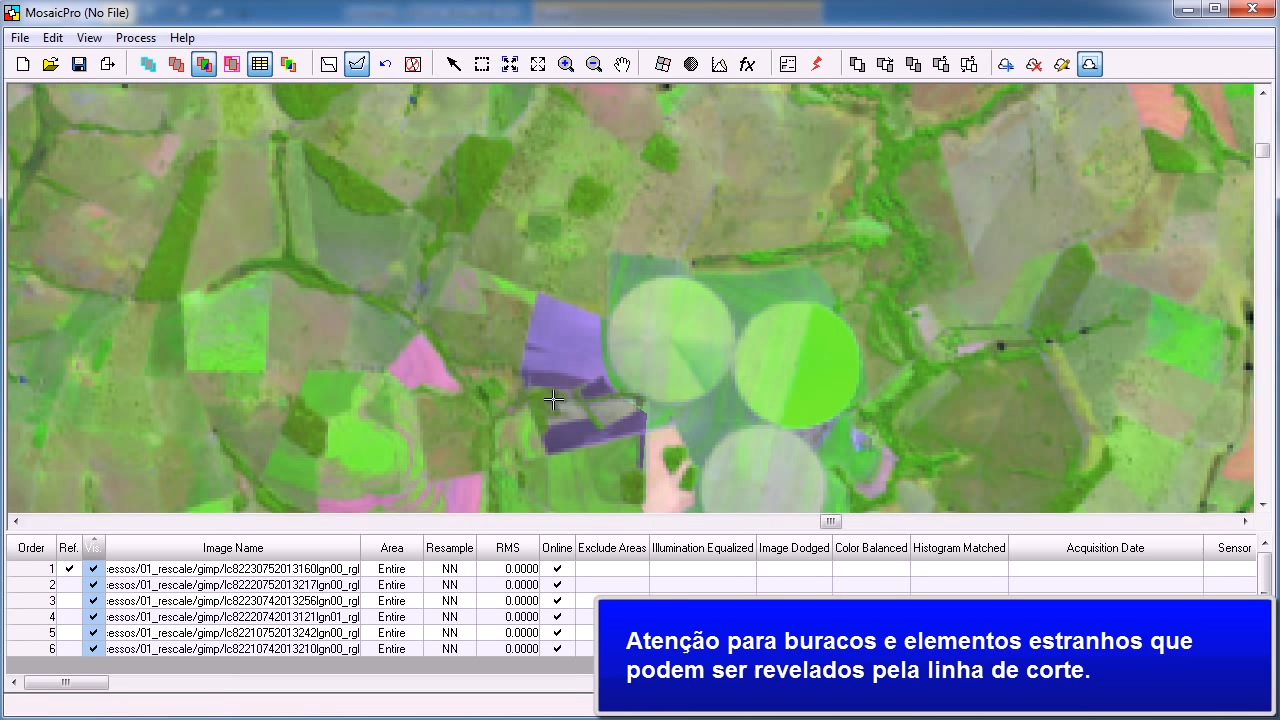 MosaicPro (No File)
File Edit View Process Help
Order Ref. Vis. Image Name Area Resample RMS Online Exclude Areas Illumination Equalized Image Dodged Color Balanced Histogram Matched Acquisition Date Sensor
1 :essos/01_rescale/gimp/lc82230752013160lgn00_rgl Entire NN 0.0000
2 :essos/01_rescale/gimp/lc82220752013217lgn00_rgl Entire NN 0.0000
3 :essos/01_rescale/gimp/lc82230742013256lgn00_rgl Entire NN 0.0000
4 :essos/01_rescale/gimp/lc82220742013121lgn01_rgl Entire NN 0.0000
5 :essos/01_rescale/gimp/lc82210752013242lgn00_rgl Entire NN 0.0000
6 :essos/01_rescale/gimp/lc82210742013210lgn00_rgl Entire NN 0.0000
Atenção para buracos e elementos estranhos que
podem ser revelados pela linha de corte.